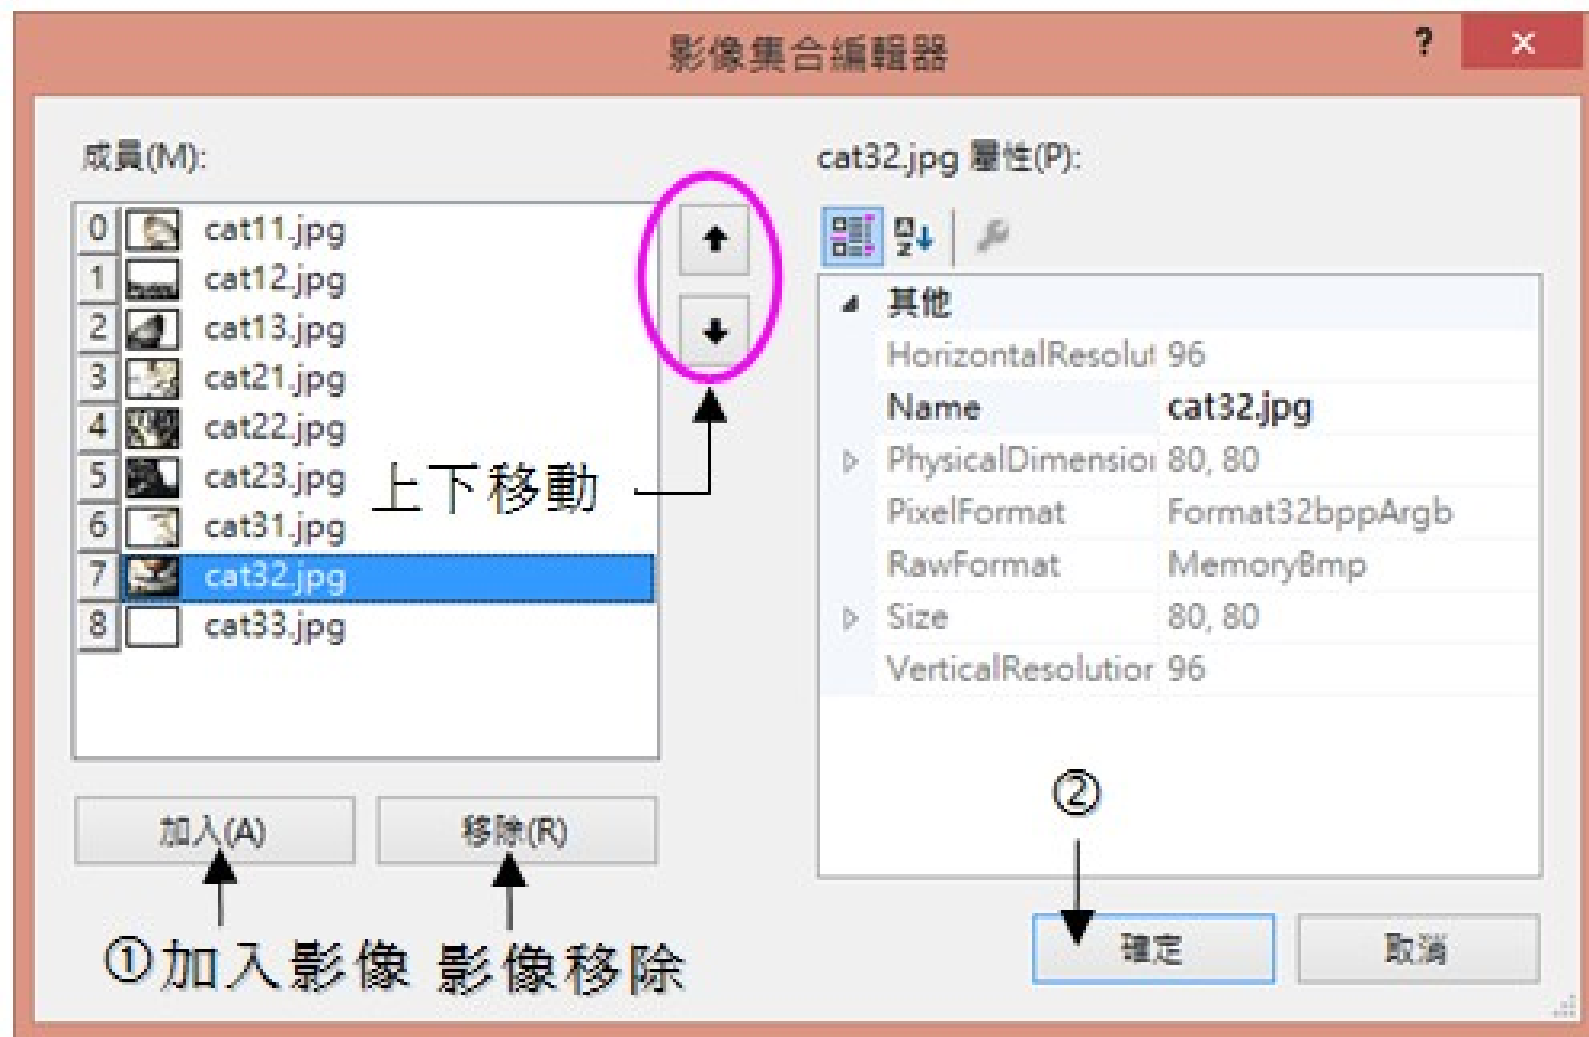 影像集合編輯器
?
×
成員(M):
0 cat11.jpg
1 cat12.jpg
2 cat13.jpg
3 cat21.jpg
4 cat22.jpg
5 cat23.jpg
6 cat31.jpg
7 cat32.jpg
8 cat33.jpg
上下移動
加入(A)
移除(R)
①加入影像 影像移除
cat32.jpg 屬性(P):
其他
HorizontalResolut 96
Name cat32.jpg
PhysicalDimension 80, 80
PixelFormat Format32bppArgb
RawFormat MemoryBmp
Size 80, 80
VerticalResolution 96
②
確定
取消